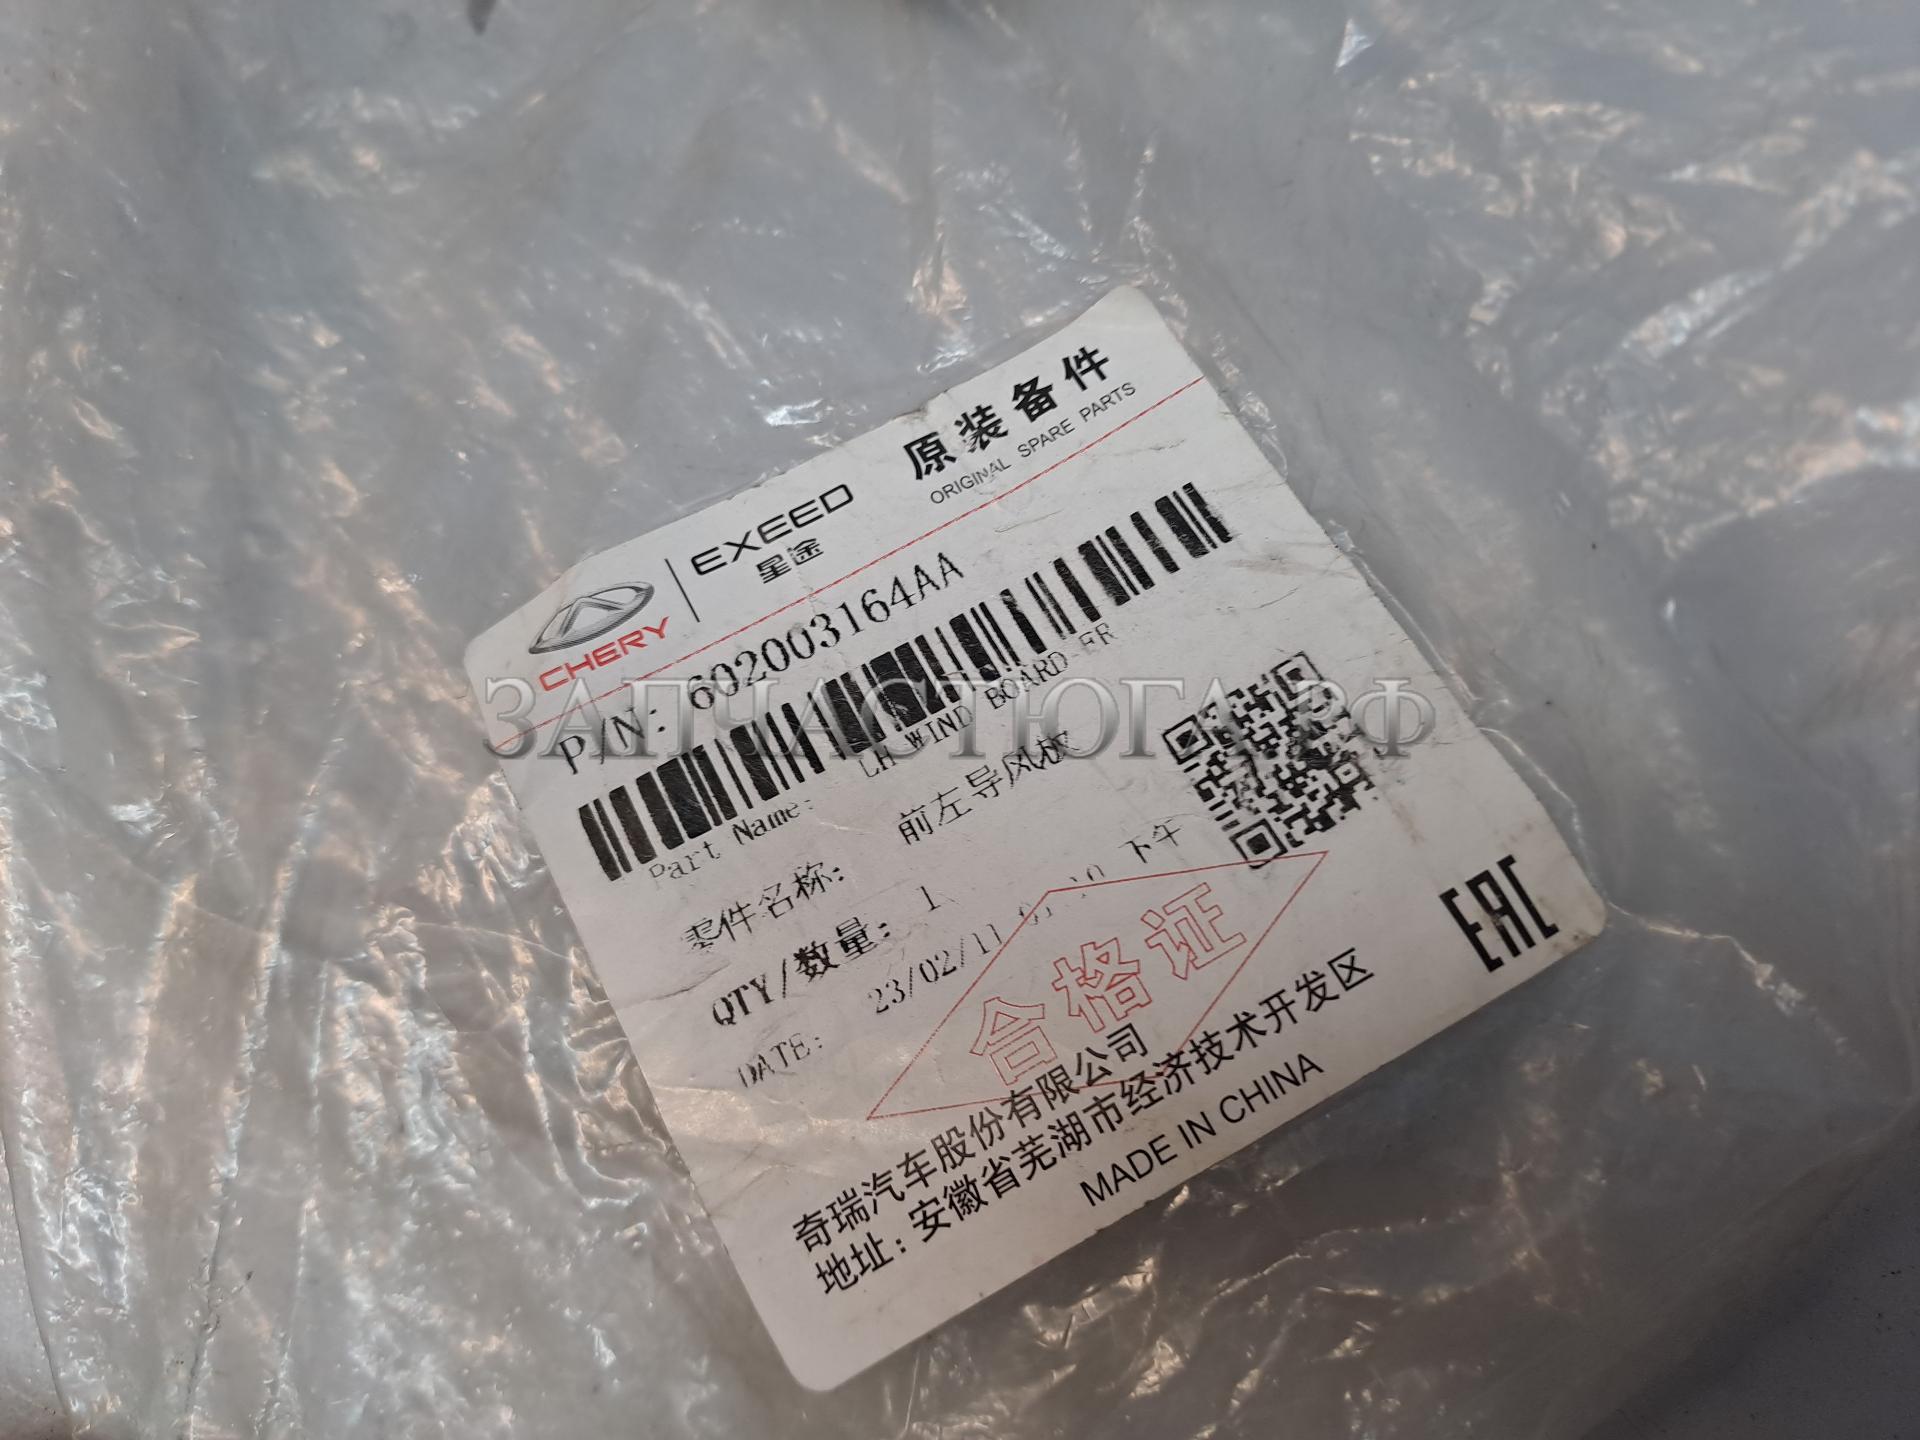 CHERY
EXEED
星途
原装备件
ORIGINAL SPARE PARTS
P/N: 602003164AA
Part Name: LH WIND BOARD FR
零件名称: 前左导风板
QTY/数量: 1
DATE: 23/02/11 下午
合格证
EAC
奇瑞汽车股份有限公司
地址：安徽省芜湖市经济技术开发区
MADE IN CHINA
ЗАПЧАСТЮГА.РФ